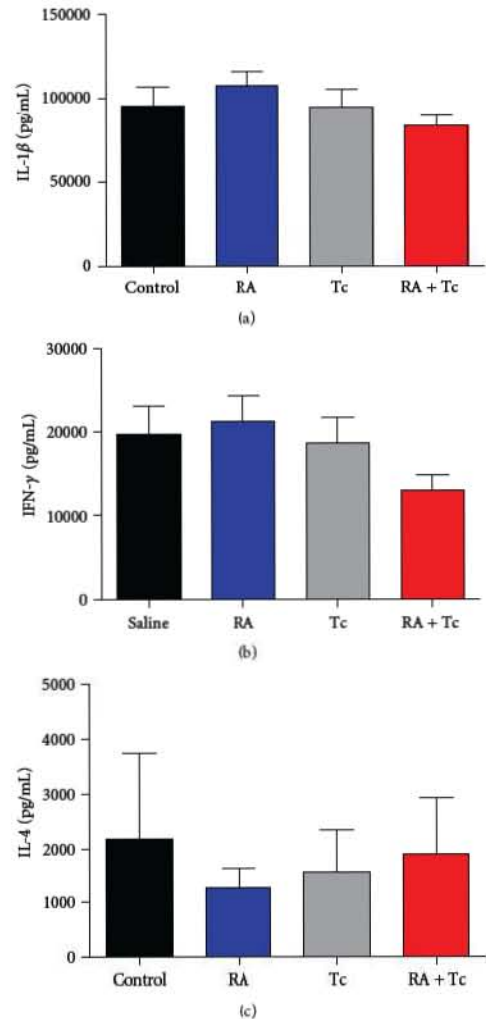 150000
100000
50000
0
IL-1β (pg/mL)
Control RA Tc RA + Tc
(a)
30000
20000
10000
0
IFN-γ (pg/mL)
Saline RA Tc RA + Tc
(b)
5000
4000
3000
2000
1000
0
IL-4 (pg/mL)
Control RA Tc RA + Tc
(c)